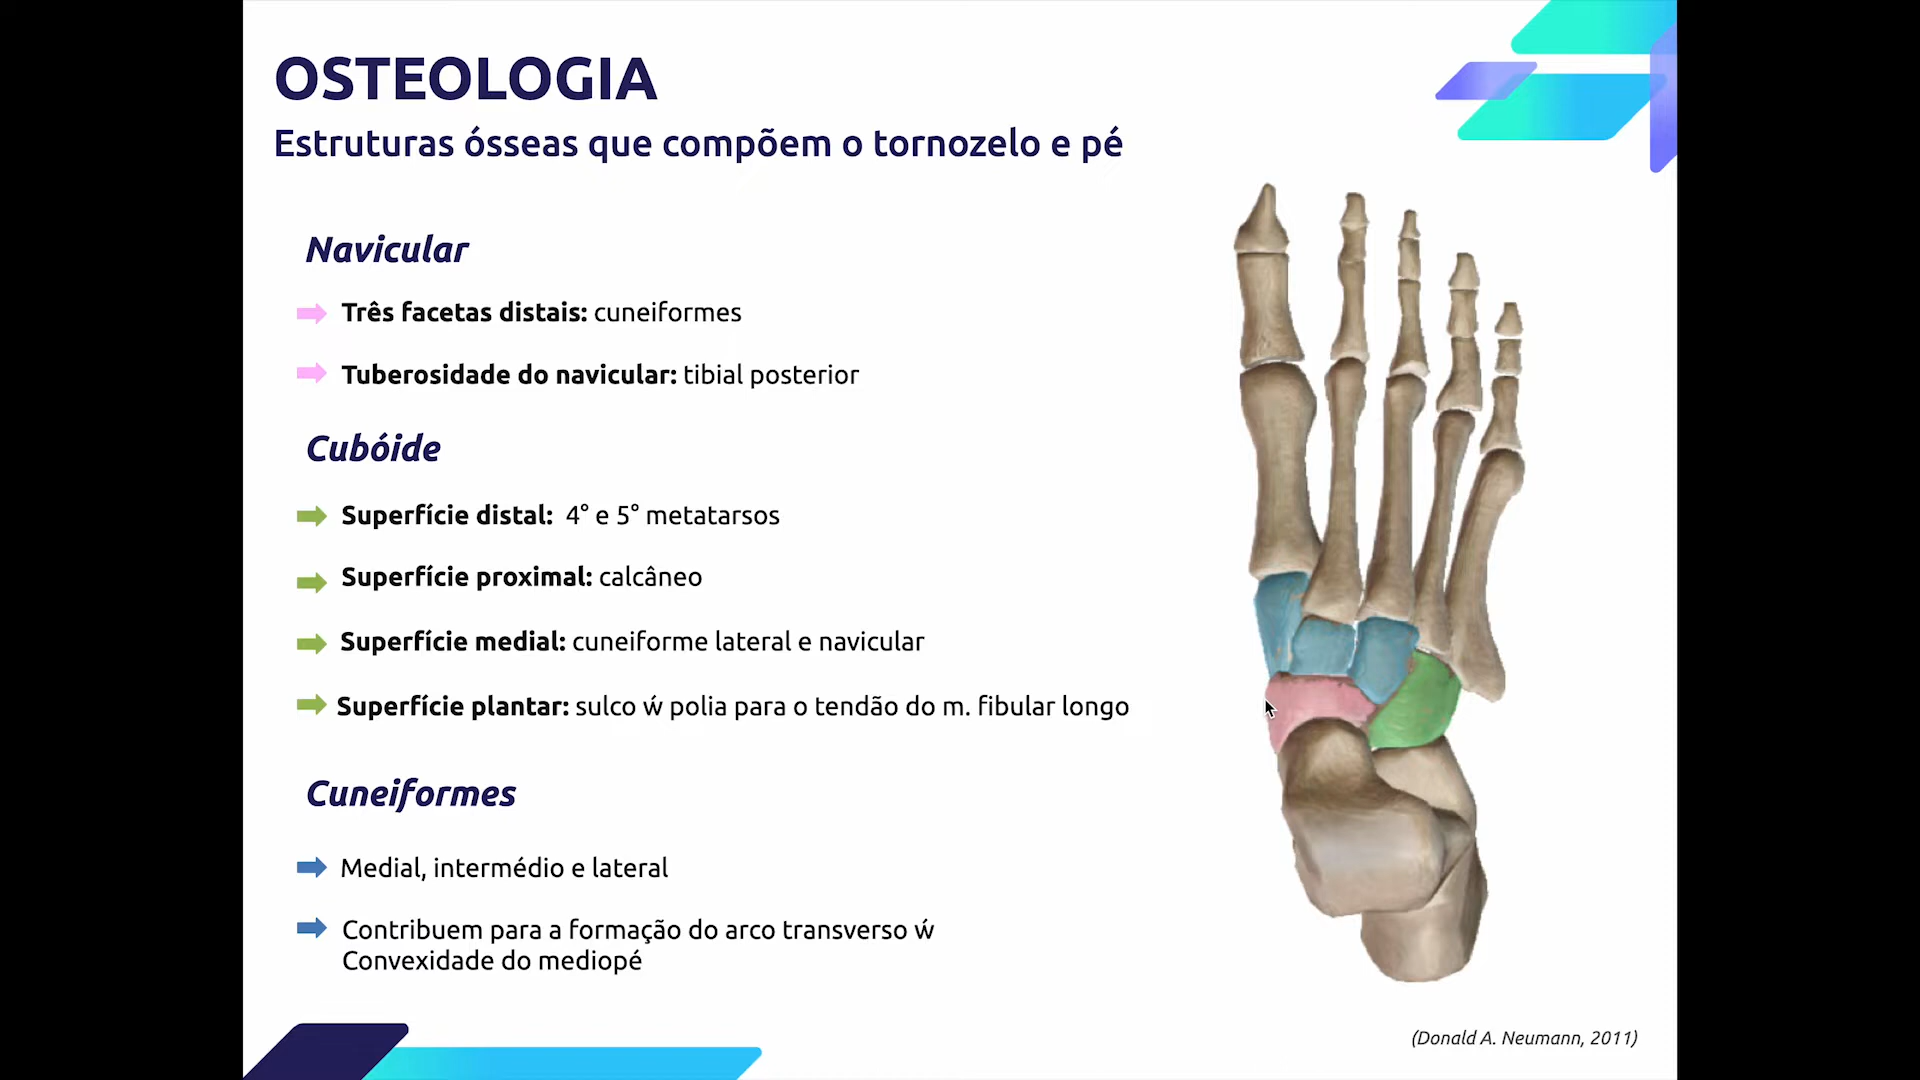 OSTEOLOGIA
Estruturas ósseas que compõem o tornozelo e pé
Navicular
Três facetas distais: cuneiformes
Tuberosidade do navicular: tibial posterior
Cubóide
Superfície distal: 4° e 5° metatarsos
Superfície proximal: calcâneo
Superfície medial: cuneiforme lateral e navicular
Superfície plantar: sulco ẃ polia para o tendão do m. fibular longo
Cuneiformes
Medial, intermédio e lateral
Contribuem para a formação do arco transverso ẃ
Convexidade do mediopé
(Donald A. Neumann, 2011)